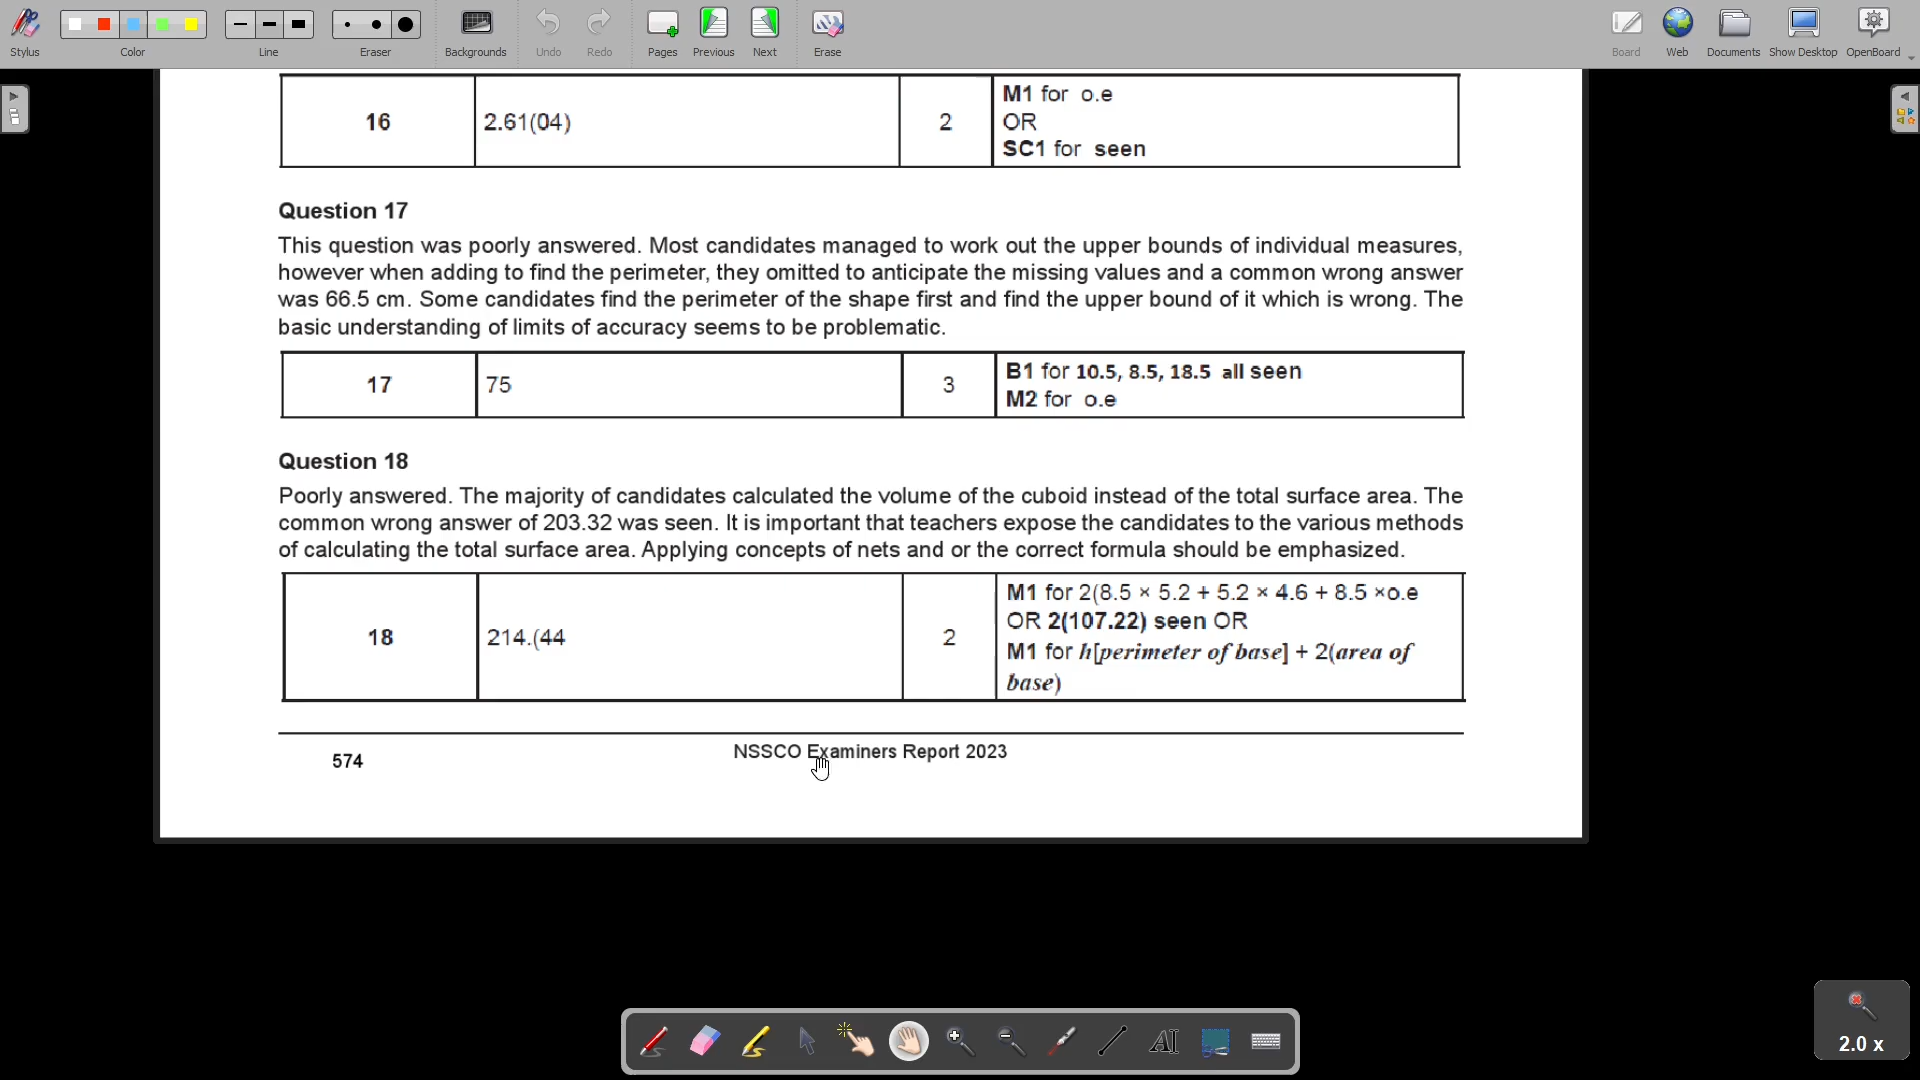 Stylus
Color
Line
Eraser
Backgrounds
Undo
Redo
Pages
Previous
Next
Erase
Board
Web
Documents
Show Desktop
OpenBoard
16
2.61(04)
2
M1 for o.e
OR
SC1 for seen
Question 17
This question was poorly answered. Most candidates managed to work out the upper bounds of individual measures,
however when adding to find the perimeter, they omitted to anticipate the missing values and a common wrong answer
was 66.5 cm. Some candidates find the perimeter of the shape first and find the upper bound of it which is wrong. The
basic understanding of limits of accuracy seems to be problematic.
17
75
3
B1 for 10.5, 8.5, 18.5 all seen
M2 for o.e
Question 18
Poorly answered. The majority of candidates calculated the volume of the cuboid instead of the total surface area. The
common wrong answer of 203.32 was seen. It is important that teachers expose the candidates to the various methods
of calculating the total surface area. Applying concepts of nets and or the correct formula should be emphasized.
18
214.(44
2
M1 for 2(8.5 × 5.2 + 5.2 × 4.6 + 8.5 ×o.e
OR 2(107.22) seen OR
M1 for h[perimeter of base] + 2(area of
base)
574
NSSCO Examiners Report 2023
AI
2.0 x